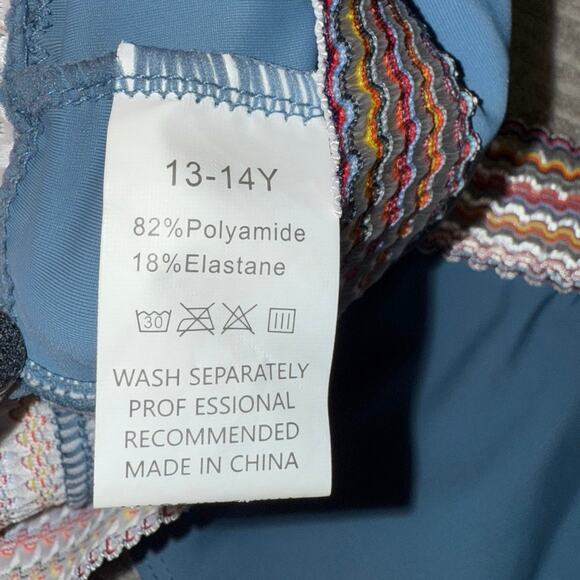 13-14Y
82%Polyamide
18%Elastane
30
WASH SEPARATELY
PROF ESSIONAL
RECOMMENDED
MADE IN CHINA